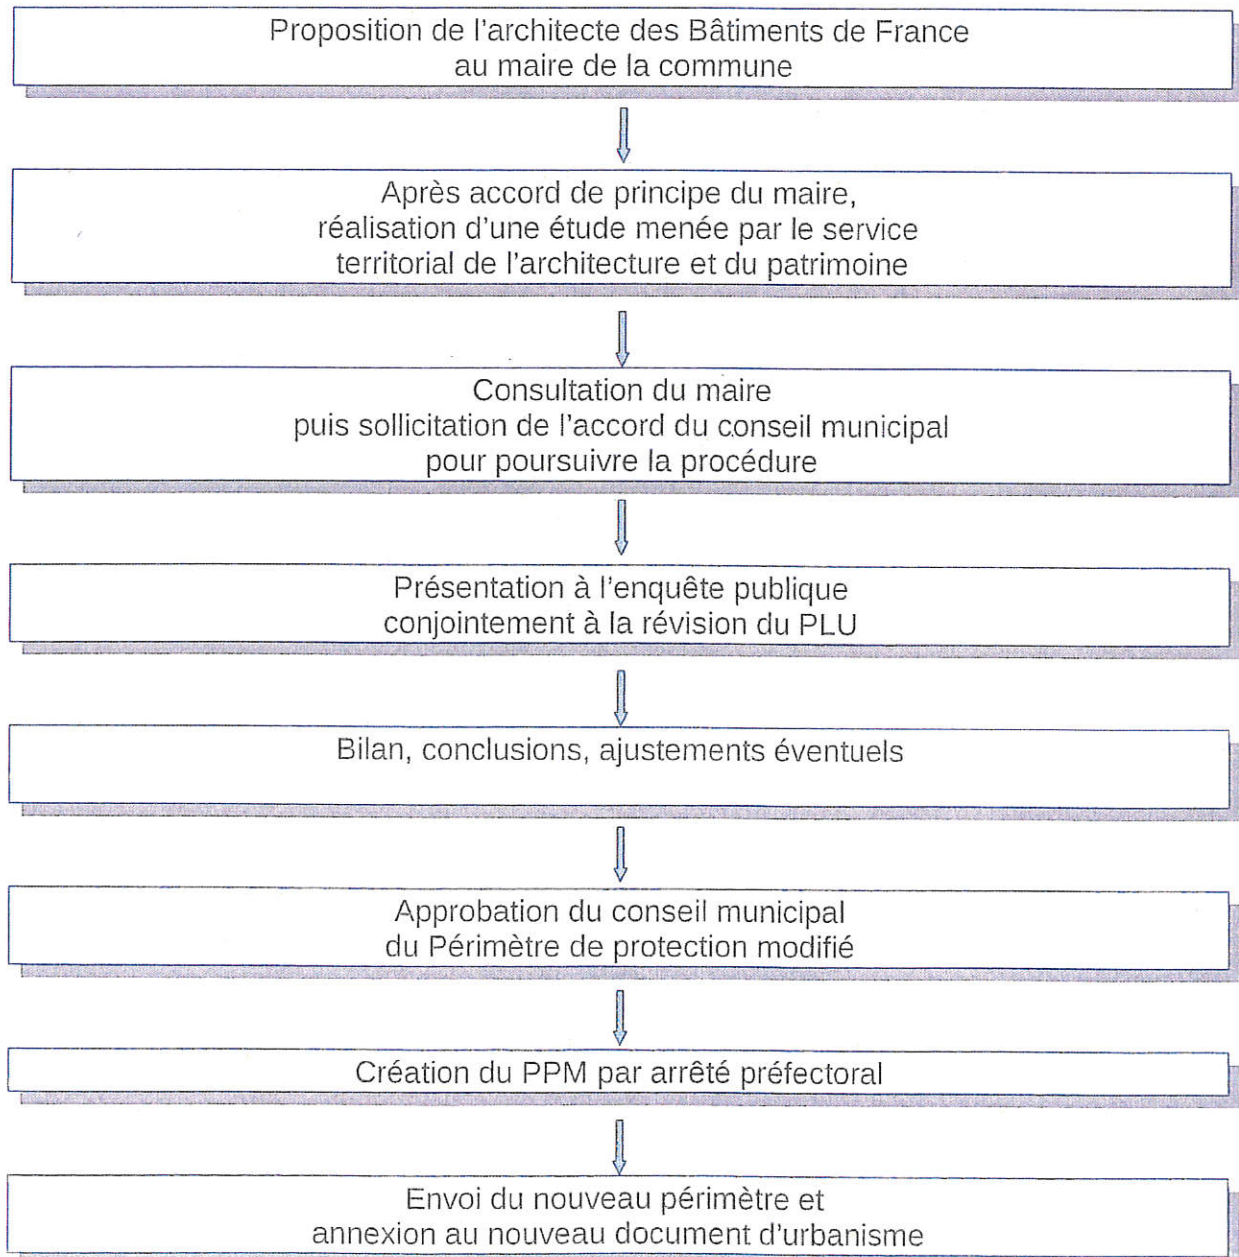 Proposition de l'architecte des Bâtiments de France
au maire de la commune
Après accord de principe du maire,
réalisation d'une étude menée par le service
territorial de l'architecture et du patrimoine
Consultation du maire
puis sollicitation de l'accord du conseil municipal
pour poursuivre la procédure
Présentation à l'enquête publique
conjointement à la révision du PLU
Bilan, conclusions, ajustements éventuels
Approbation du conseil municipal
du Périmètre de protection modifié
Création du PPM par arrêté préfectoral
Envoi du nouveau périmètre et
annexion au nouveau document d'urbanisme